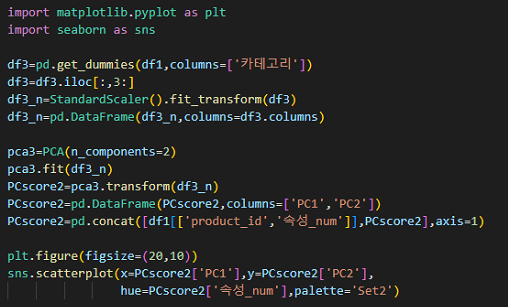 import matplotlib.pyplot as plt
import seaborn as sns
df3=pd.get_dummies(df1,columns=['카테고리'])
df3=df3.iloc[:,3:]
df3_n=StandardScaler().fit_transform(df3)
df3_n=pd.DataFrame(df3_n,columns=df3.columns)
pca3=PCA(n_components=2)
pca3.fit(df3_n)
PCscore2=pca3.transform(df3_n)
PCscore2=pd.DataFrame(PCscore2,columns=['PC1','PC2'])
PCscore2=pd.concat([df1[['product_id','속성_num']],PCscore2],axis=1)
plt.figure(figsize=(20,10))
sns.scatterplot(x=PCscore2['PC1'],y=PCscore2['PC2'],
hue=PCscore2['속성_num'],palette='Set2')